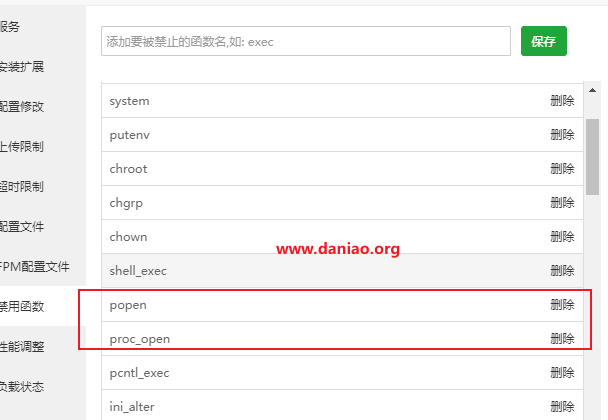 服务
安装扩展
配置修改
上传限制
超时限制
配置文件
FPM配置文件
禁用函数
性能调整
负载状态
添加要被禁止的函数名,如: exec
保存
system 删除
putenv 删除
chroot 删除
chgrp 删除
chown 删除
www.daniao.org
shell_exec 删除
popen 删除
proc_open 删除
pcntl_exec 删除
ini_alter 删除